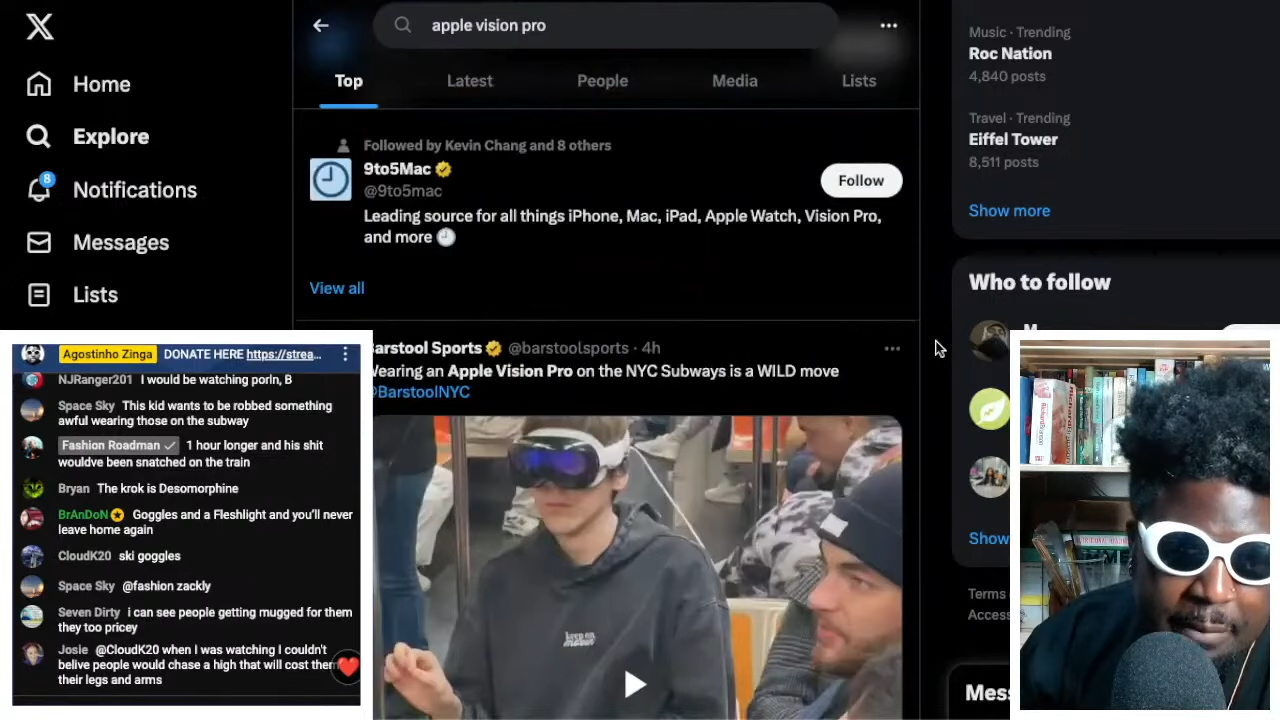 apple vision pro
Home
Explore
8
Notifications
Messages
Lists
Top
Latest
People
Media
Lists
Followed by Kevin Chang and 8 others
9to5Mac
@9to5mac
Follow
Leading source for all things iPhone, Mac, iPad, Apple Watch, Vision Pro,
and more
View all
Barstool Sports @barstoolsports · 4h
Wearing an Apple Vision Pro on the NYC Subways is a WILD move
@BarstoolNYC
Music · Trending
Roc Nation
4,840 posts
Travel · Trending
Eiffel Tower
8,511 posts
Show more
Who to follow
Show
Terms
Access
Mess
Agostinho Zinga DONATE HERE https://strea...
NJRanger201 I would be watching porln, B
Space Sky This kid wants to be robbed something
awful wearing those on the subway
Fashion Roadman 1 hour longer and his shit
wouldve been snatched on the train
Bryan The krok is Desomorphine
BrAnDoN Goggles and a Fleshlight and you'll never
leave home again
CloudK20 ski goggles
Space Sky @fashion zackly
Seven Dirty i can see people getting mugged for them
they too pricey
Josie @CloudK20 when I was watching I couldn't
belive people would chase a high that will cost them
their legs and arms